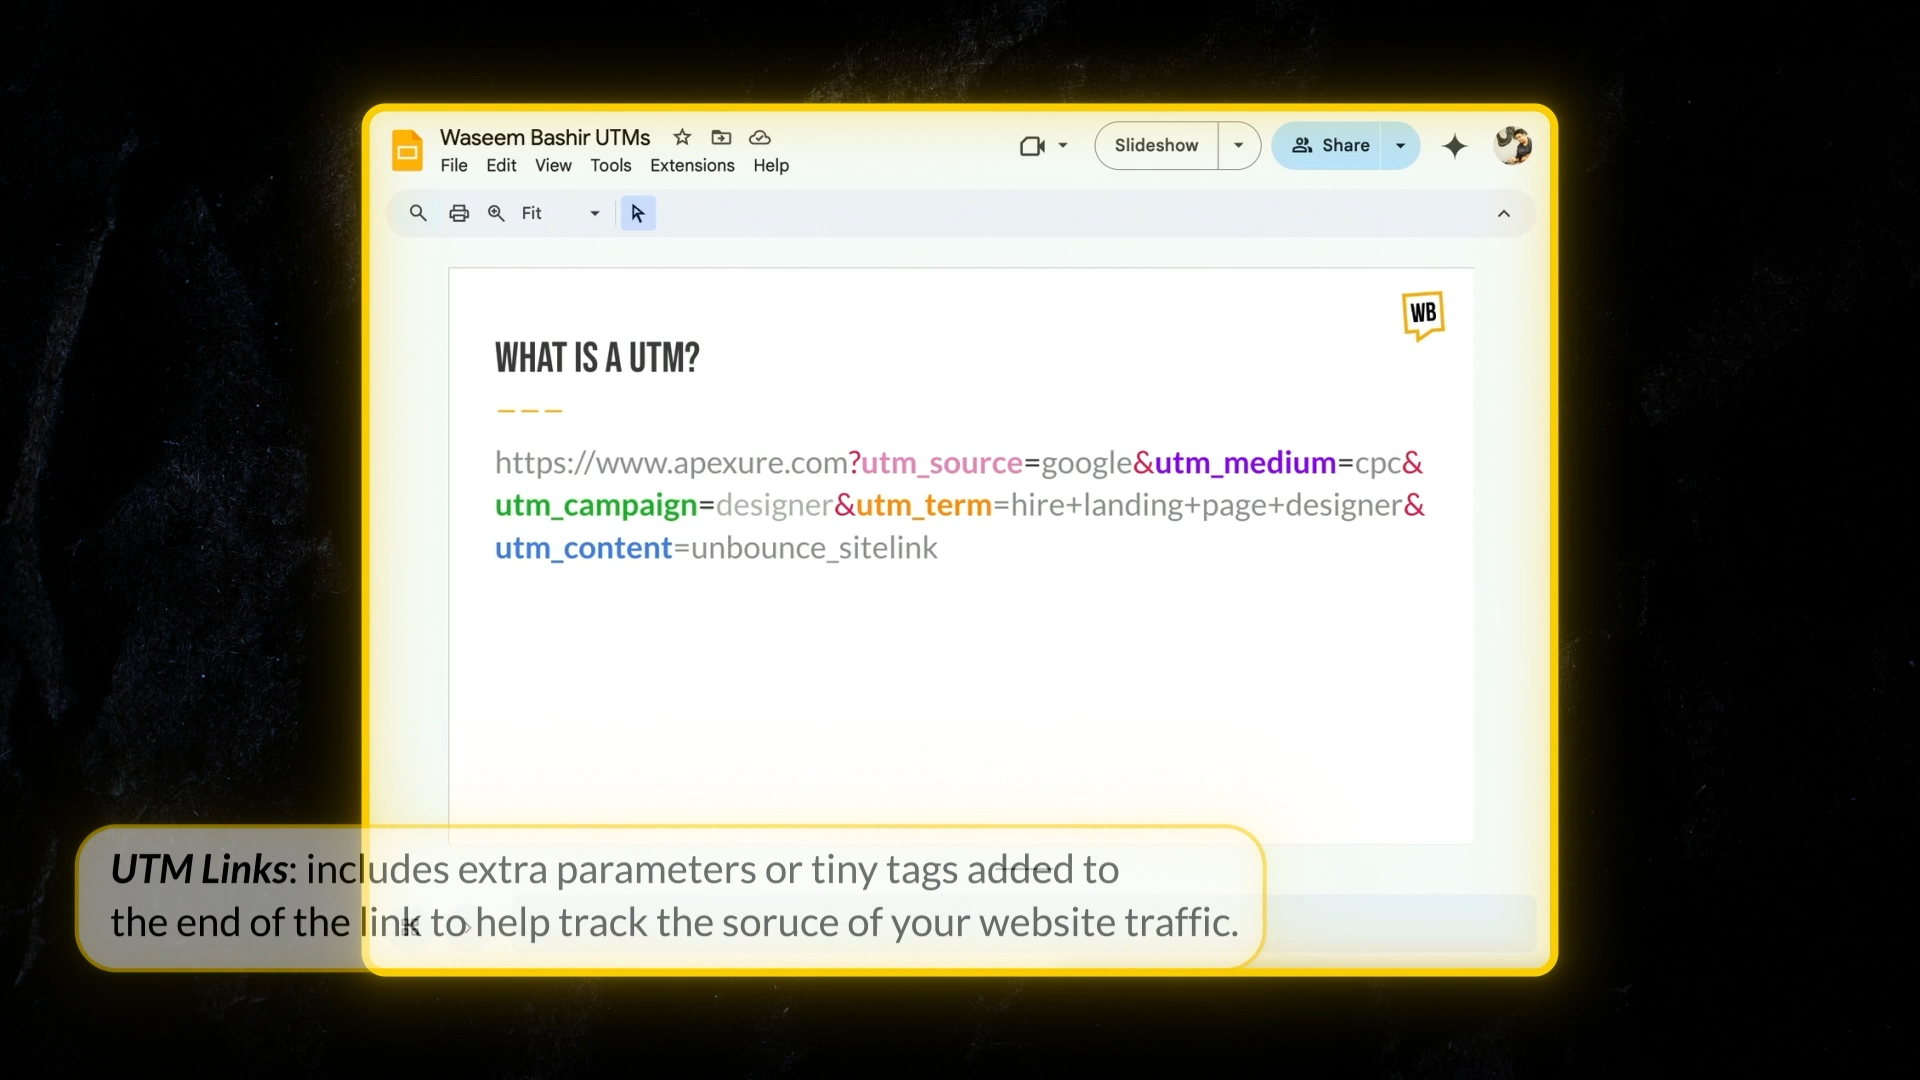 Waseem Bashir UTMs
File Edit View Tools Extensions Help
Slideshow
Share
Fit
WB
WHAT IS A UTM?
https://www.apexure.com?utm_source=google&utm_medium=cpc&
utm_campaign=designer&utm_term=hire+landing+page+designer&
utm_content=unbounce_sitelink
UTM Links: includes extra parameters or tiny tags added to
the end of the link to help track the soruce of your website traffic.